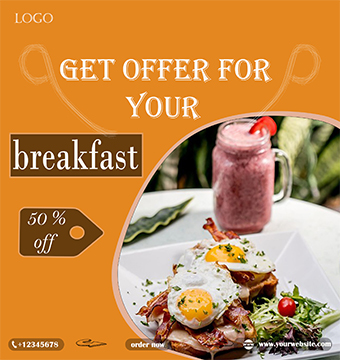 LOGO
GET OFFER FOR
YOUR
breakfast
50 %
off
+12345678
order now
www.yourwebsite.com